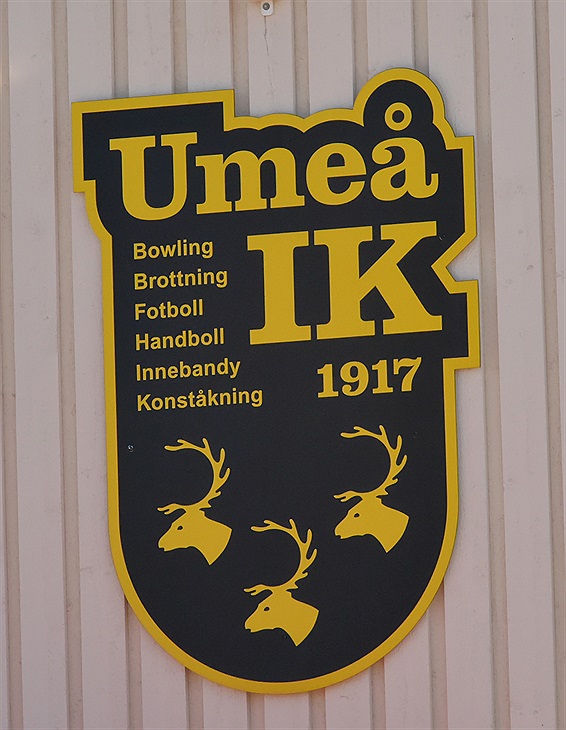 Umeå
IK
Bowling
Brottning
Fotboll
Handboll
Innebandy
Konståkning
1917